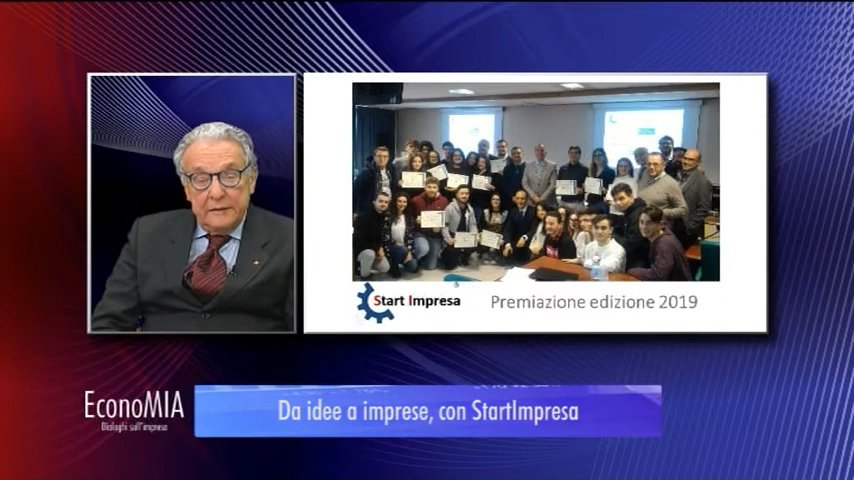 Start Impresa
Premiazione edizione 2019
EconoMIA
Dialoghi sull'impresa
Da idee a imprese, con StartImpresa